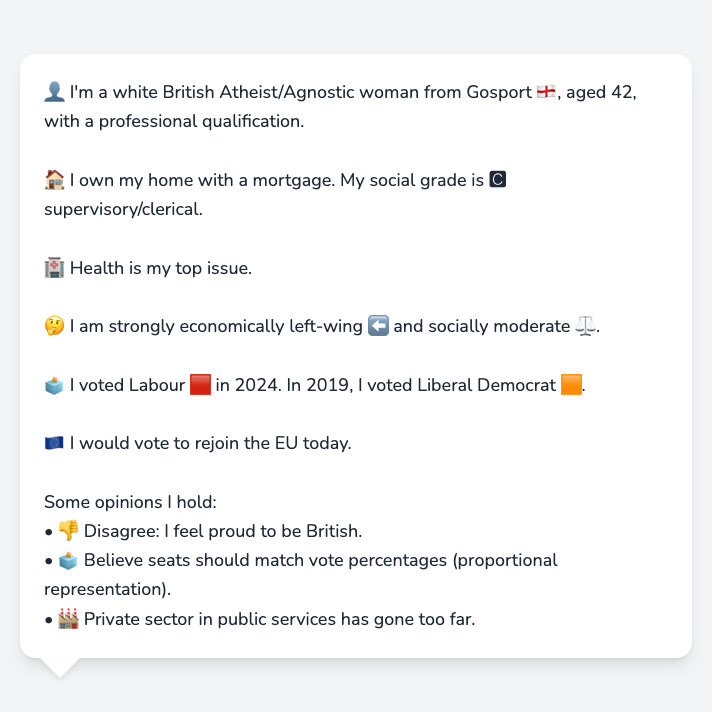 👤 I'm a white British Atheist/Agnostic woman from Gosport 🏴󠁧󠁢󠁥󠁮󠁧󠁿, aged 42,
with a professional qualification.
🏠 I own my home with a mortgage. My social grade is 🅲
supervisory/clerical.
🏥 Health is my top issue.
🤔 I am strongly economically left-wing ⬅️ and socially moderate ⚖️.
🗳️ I voted Labour 🟥 in 2024. In 2019, I voted Liberal Democrat 🟧.
🇪🇺 I would vote to rejoin the EU today.
Some opinions I hold:
• 👎 Disagree: I feel proud to be British.
• 🗳️ Believe seats should match vote percentages (proportional
representation).
• 🏭 Private sector in public services has gone too far.